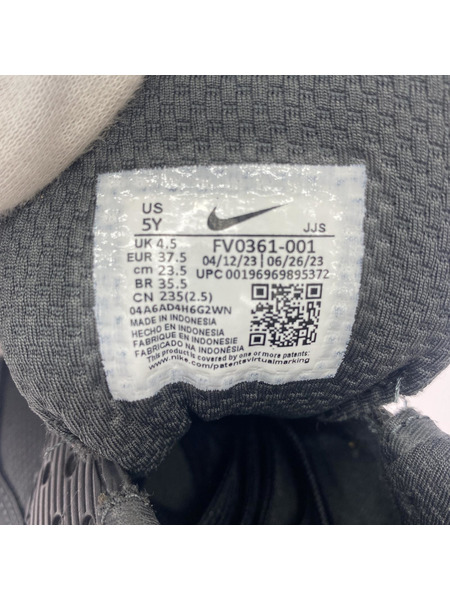 US
5Y
JJS
UK 4.5
EUR 37.5
cm 23.5
BR 35.5
CN 235(2.5)
FV0361-001
04/12/23 | 06/26/23
UPC 00196969895372
04A6AD4H6G2WN
MADE IN INDONESIA
HECHO EN INDONESIA
FABRIQUE EN INDONESIE
FABRICADO NA INDONESIA
This product is covered by one or more patents:
www.nike.com/patentsvirtualmarking